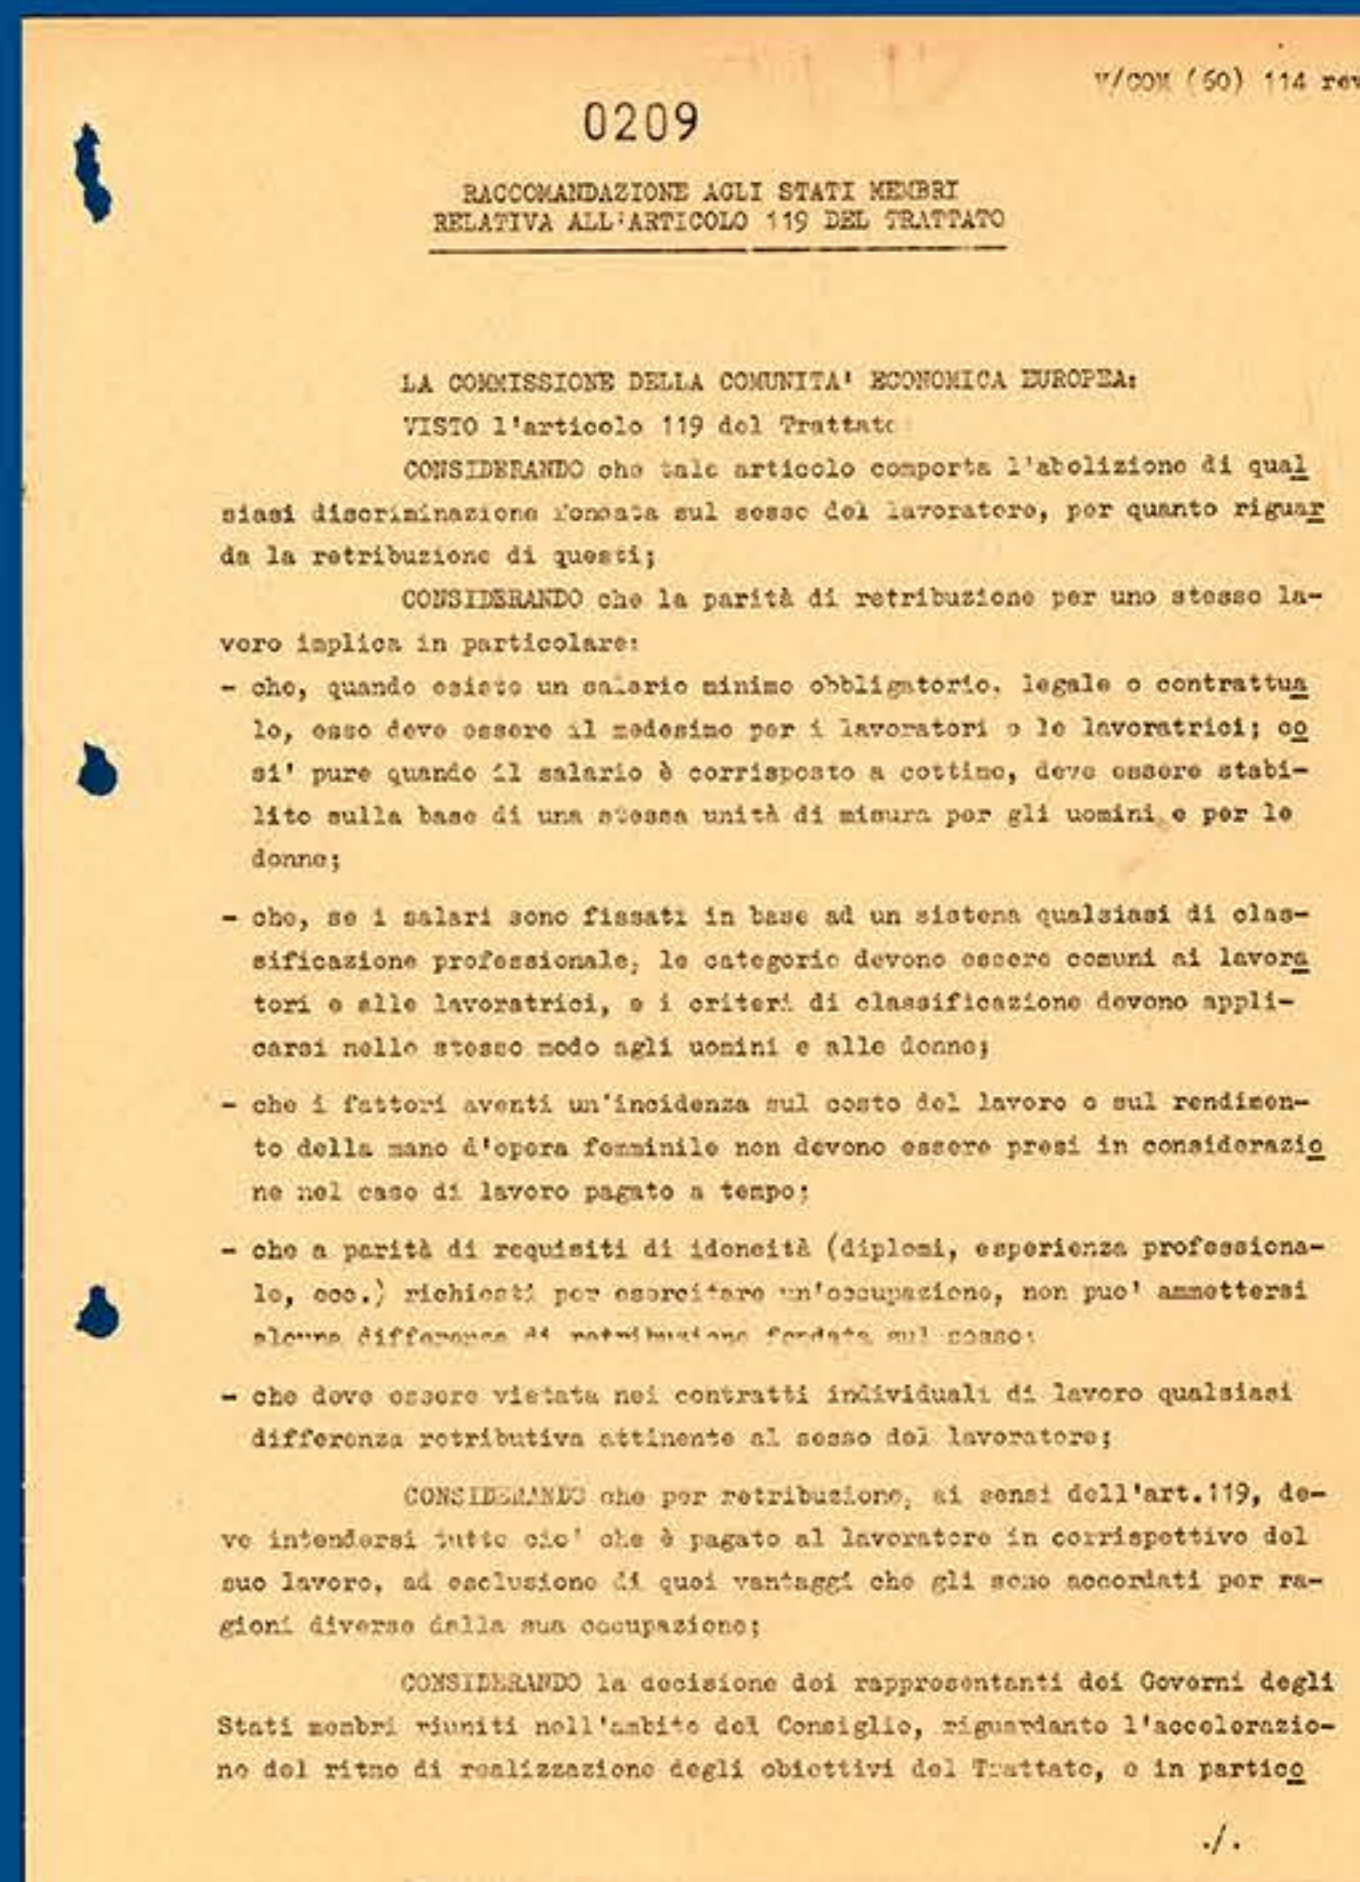 V/COM (60) 114 rev
0209
RACCOMANDAZIONE AGLI STATI MEMBRI
RELATIVA ALL'ARTICOLO 119 DEL TRATTATO
LA COMMISSIONE DELLA COMUNITA' ECONOMICA EUROPEA:
VISTO l'articolo 119 del Trattato
CONSIDERANDO che tale articolo comporta l'abolizione di qual
siasi discriminazione fondata sul sesso del lavoratore, per quanto riguar
da la retribuzione di questi;
CONSIDERANDO che la parità di retribuzione per uno stesso la-
voro implica in particolare:
- che, quando esiste un salario minimo obbligatorio, legale o contrattua
le, esso deve essere il medesimo per i lavoratori e le lavoratrici; co
si' pure quando il salario è corrisposto a cottimo, deve essere stabi-
lito sulla base di una stessa unità di misura per gli uomini e per le
donne;
- che, se i salari sono fissati in base ad un sistema qualsiasi di clas-
sificazione professionale, le categorie devono essere comuni ai lavora
tori e alle lavoratrici, e i criteri di classificazione devono appli-
carsi nello stesso modo agli uomini e alle donne;
- che i fattori aventi un'incidenza sul costo del lavoro o sul rendimen-
to della mano d'opera femminile non devono essere presi in considerazio
ne nel caso di lavoro pagato a tempo;
- che a parità di requisiti di idoneità (diplomi, esperienza professiona-
le, ecc.) richiesti per esercitare un'occupazione, non puo' ammettersi
alcuna differenza di retribuzione fondata sul sesso;
- che deve essere vietata nei contratti individuali di lavoro qualsiasi
differenza retributiva attinente al sesso del lavoratore;
CONSIDERANDO che per retribuzione, ai sensi dell'art.119, de-
ve intendersi tutto cio' che è pagato al lavoratore in corrispettivo del
suo lavoro, ad esclusione di quei vantaggi che gli sono accordati per ra-
gioni diverse dalla sua occupazione;
CONSIDERANDO la decisione dei rappresentanti dei Governi degli
Stati membri riuniti nell'ambito del Consiglio, riguardante l'accelerazio-
ne del ritmo di realizzazione degli obiettivi del Trattato, e in partico
./.